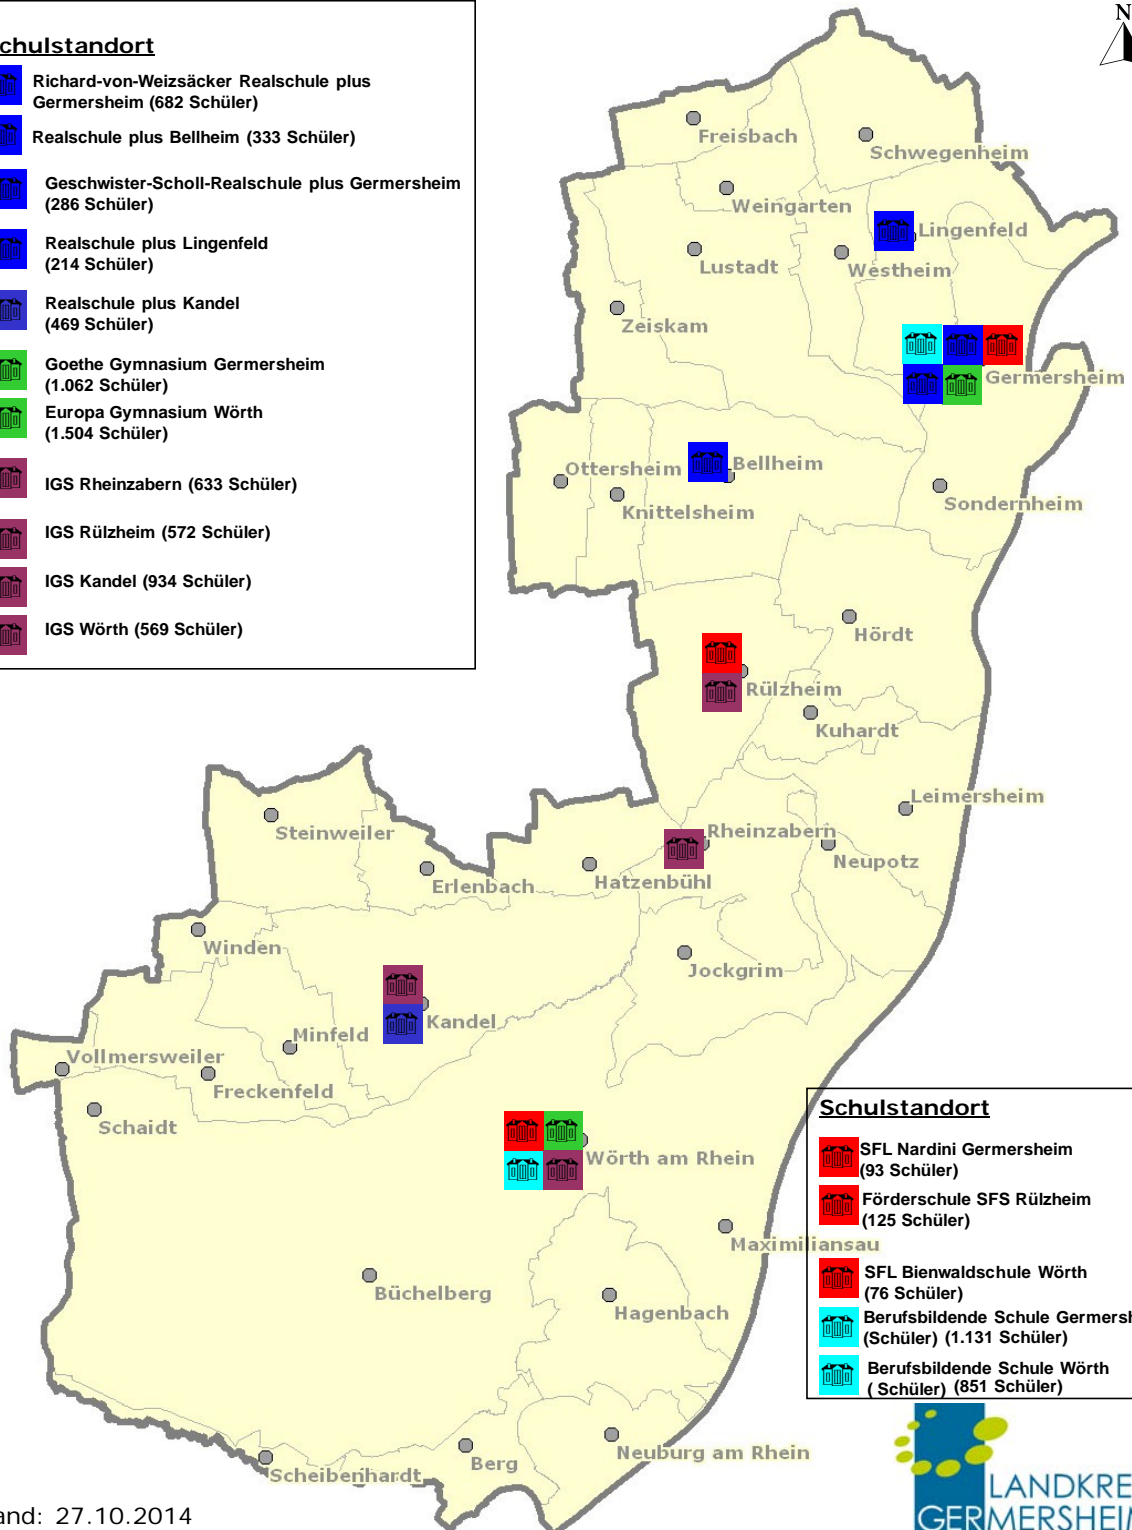 chulstandort
Richard-von-Weizsäcker Realschule plus
Germersheim (682 Schüler)
Realschule plus Bellheim (333 Schüler)
Geschwister-Scholl-Realschule plus Germersheim
(286 Schüler)
Realschule plus Lingenfeld
(214 Schüler)
Realschule plus Kandel
(469 Schüler)
Goethe Gymnasium Germersheim
(1.062 Schüler)
Europa Gymnasium Wörth
(1.504 Schüler)
IGS Rheinzabern (633 Schüler)
IGS Rülzheim (572 Schüler)
IGS Kandel (934 Schüler)
IGS Wörth (569 Schüler)
N
Freisbach
Schwegenheim
Weingarten
Lingenfeld
Lustadt
Westheim
Zeiskam
Germersheim
Ottersheim
Bellheim
Knittelsheim
Sondernheim
Hördt
Rülzheim
Kuhardt
Leimersheim
Steinweiler
Rheinzabern
Neupotz
Erlenbach
Hatzenbühl
Winden
Jockgrim
Kandel
Minfeld
Vollmersweiler
Freckenfeld
Schaidt
Wörth am Rhein
Maximiliansau
Büchelberg
Hagenbach
Neuburg am Rhein
Berg
Scheibenhardt
Schulstandort
SFL Nardini Germersheim
(93 Schüler)
Förderschule SFS Rülzheim
(125 Schüler)
SFL Bienwaldschule Wörth
(76 Schüler)
Berufsbildende Schule Germersh
(Schüler) (1.131 Schüler)
Berufsbildende Schule Wörth
( Schüler) (851 Schüler)
LANDKRE
GERMERSHEIM
and: 27.10.2014